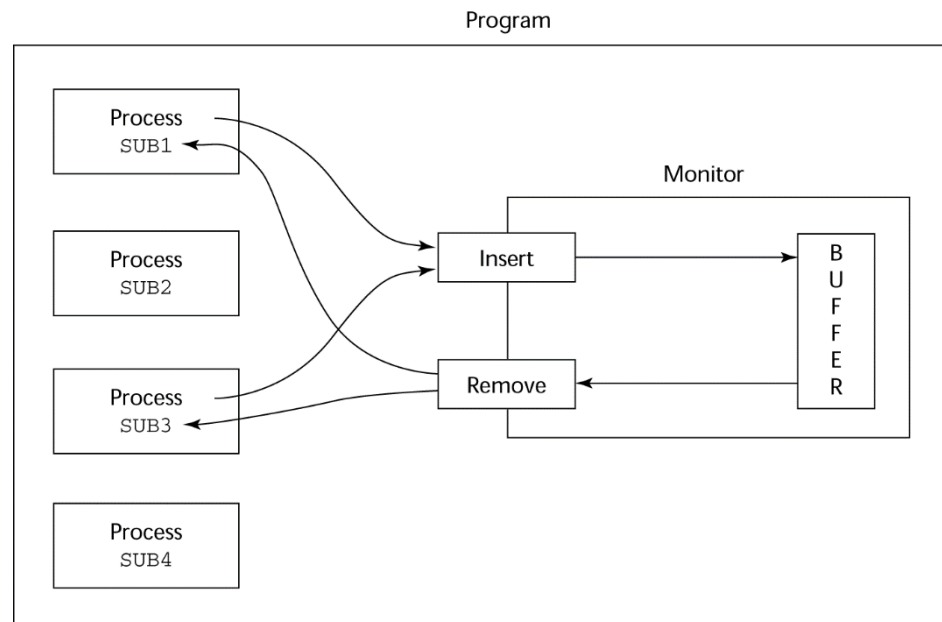 Program
Process
SUB1
Process
SUB2
Process
SUB3
Process
SUB4
Monitor
Insert
Remove
B
U
F
F
E
R